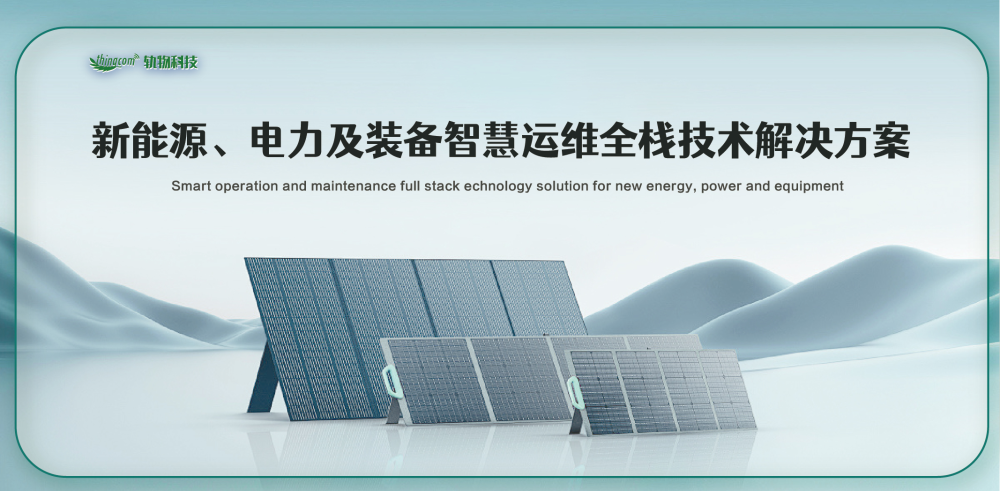 thingcom 轨物科技
新能源、电力及装备智慧运维全栈技术解决方案
Smart operation and maintenance full stack echnology solution for new energy, power and equipment